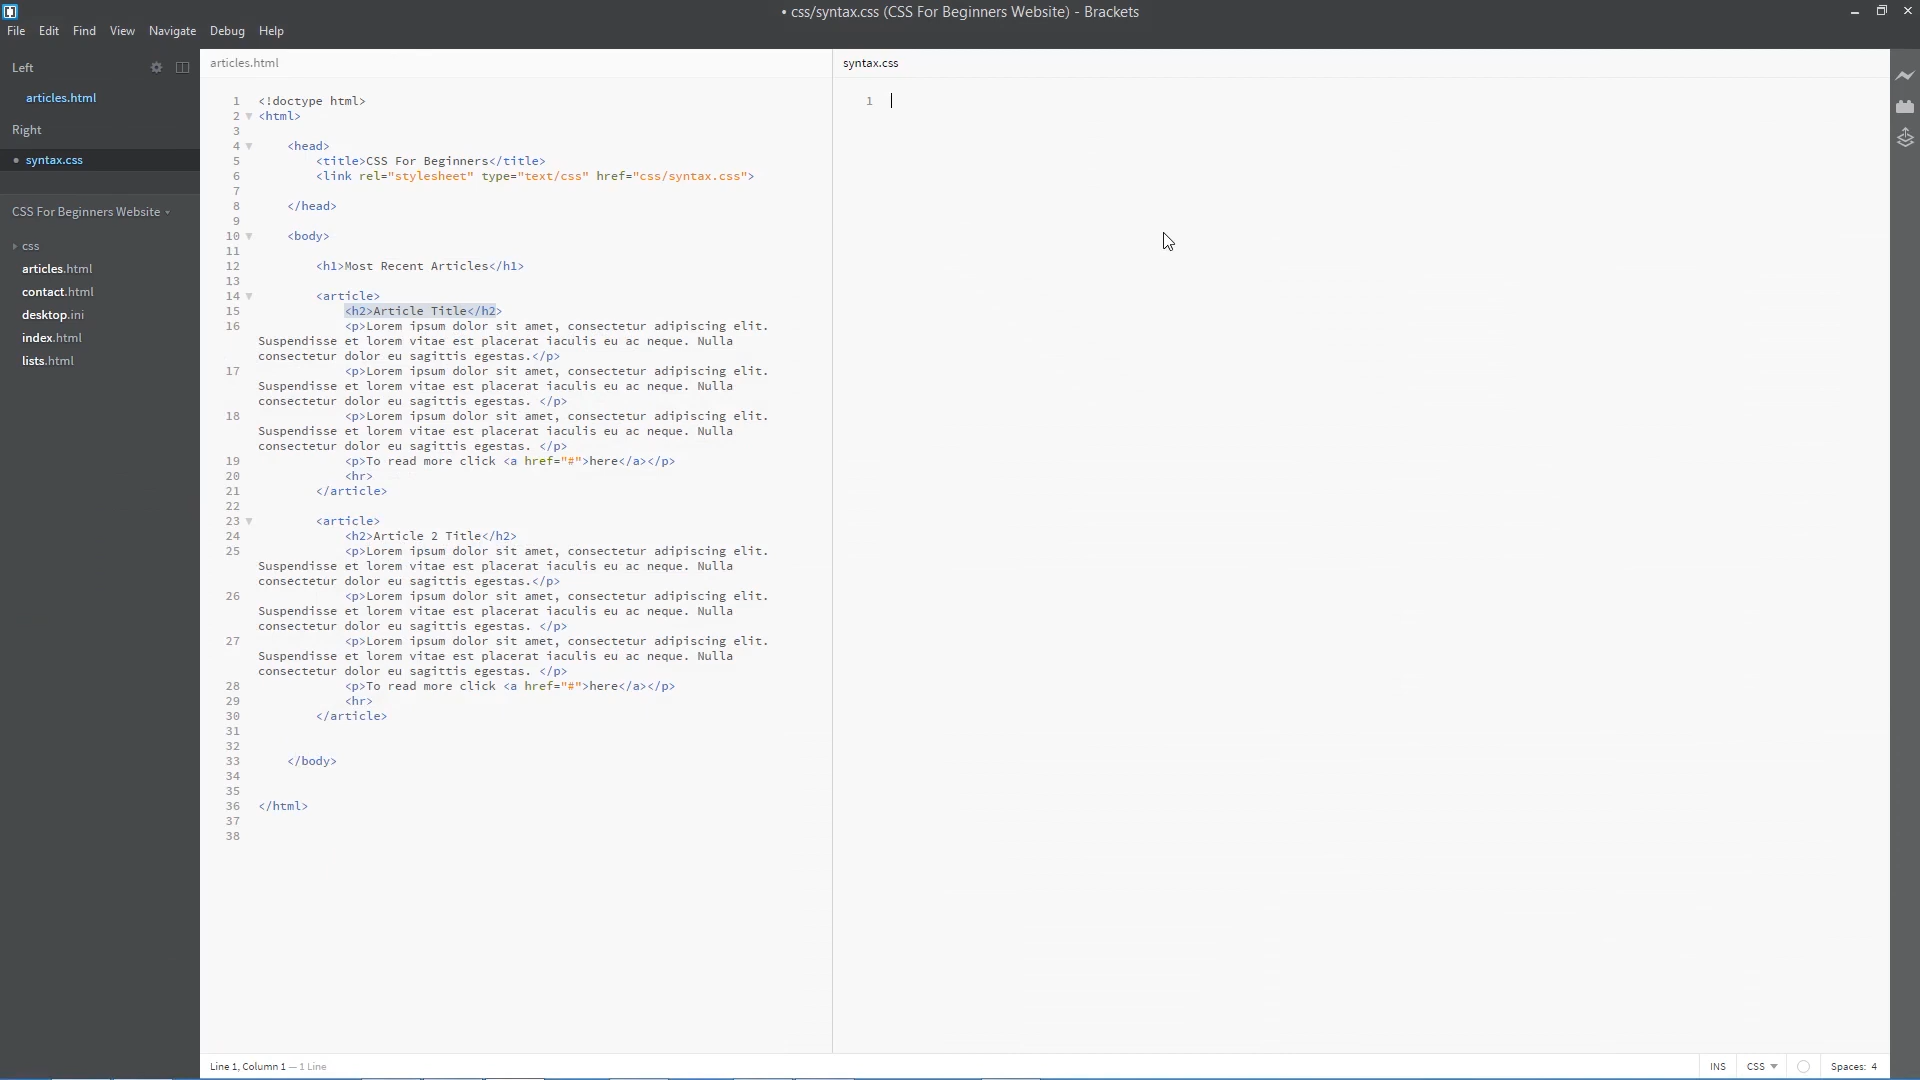 • css/syntax.css (CSS For Beginners Website) - Brackets
File Edit Find View Navigate Debug Help
Left
articles.html
Right
• syntax.css
CSS For Beginners Website
css
articles.html
contact.html
desktop.ini
index.html
lists.html
articles.html
1 <!doctype html>
2 <html>
3
4 <head>
5 <title>CSS For Beginners</title>
6 <link rel="stylesheet" type="text/css" href="css/syntax.css">
7
8 </head>
9
10 <body>
11
12 <h1>Most Recent Articles</h1>
13
14 <article>
15 <h2>Article Title</h2>
16 <p>Lorem ipsum dolor sit amet, consectetur adipiscing elit.
Suspendisse et lorem vitae est placerat iaculis eu ac neque. Nulla
consectetur dolor eu sagittis egestas.</p>
17 <p>Lorem ipsum dolor sit amet, consectetur adipiscing elit.
Suspendisse et lorem vitae est placerat iaculis eu ac neque. Nulla
consectetur dolor eu sagittis egestas. </p>
18 <p>Lorem ipsum dolor sit amet, consectetur adipiscing elit.
Suspendisse et lorem vitae est placerat iaculis eu ac neque. Nulla
consectetur dolor eu sagittis egestas. </p>
19 <p>To read more click <a href="#">here</a></p>
20 <hr>
21 </article>
22
23 <article>
24 <h2>Article 2 Title</h2>
25 <p>Lorem ipsum dolor sit amet, consectetur adipiscing elit.
Suspendisse et lorem vitae est placerat iaculis eu ac neque. Nulla
consectetur dolor eu sagittis egestas.</p>
26 <p>Lorem ipsum dolor sit amet, consectetur adipiscing elit.
Suspendisse et lorem vitae est placerat iaculis eu ac neque. Nulla
consectetur dolor eu sagittis egestas. </p>
27 <p>Lorem ipsum dolor sit amet, consectetur adipiscing elit.
Suspendisse et lorem vitae est placerat iaculis eu ac neque. Nulla
consectetur dolor eu sagittis egestas. </p>
28 <p>To read more click <a href="#">here</a></p>
29 <hr>
30 </article>
31
32
33 </body>
34
35
36 </html>
37
38
syntax.css
1
Line 1, Column 1 — 1 Line
INS CSS Spaces: 4